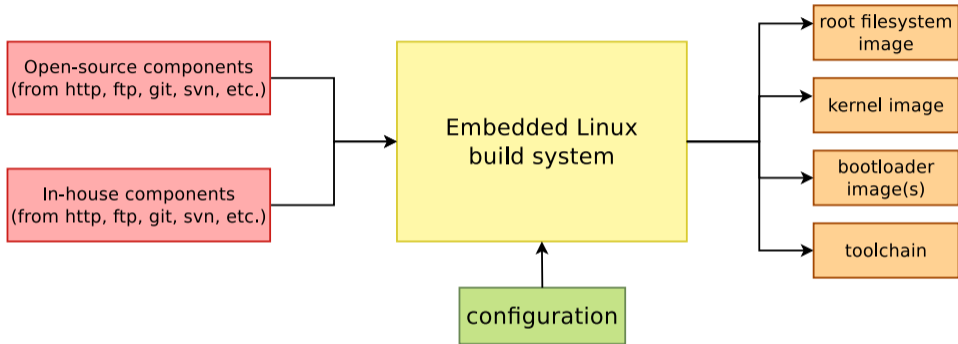 Open-source components
(from http, ftp, git, svn, etc.)
In-house components
(from http, ftp, git, svn, etc.)
Embedded Linux
build system
configuration
root filesystem
image
kernel image
bootloader
image(s)
toolchain